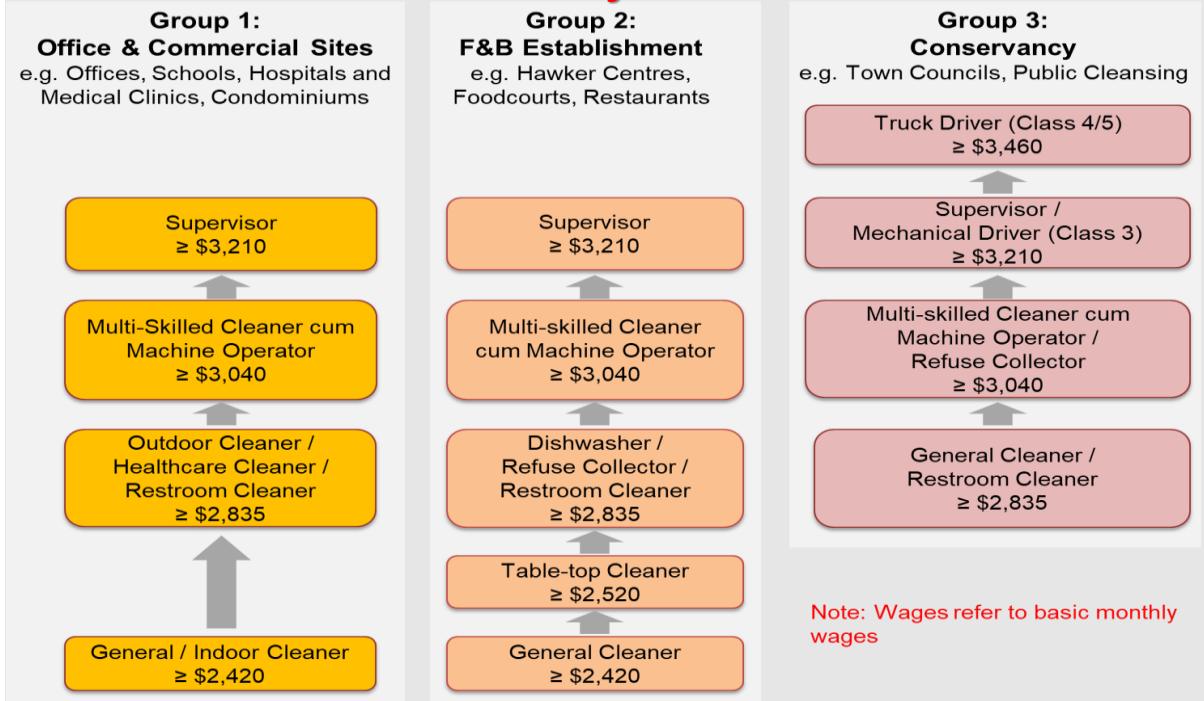 Group 1:
Office & Commercial Sites
e.g. Offices, Schools, Hospitals and
Medical Clinics, Condominiums
Supervisor
≥ $3,210
Multi-Skilled Cleaner cum
Machine Operator
≥ $3,040
Outdoor Cleaner /
Healthcare Cleaner /
Restroom Cleaner
≥ $2,835
General / Indoor Cleaner
≥ $2,420
Group 2:
F&B Establishment
e.g. Hawker Centres,
Foodcourts, Restaurants
Supervisor
≥ $3,210
Multi-skilled Cleaner
cum Machine Operator
≥ $3,040
Dishwasher /
Refuse Collector /
Restroom Cleaner
≥ $2,835
Table-top Cleaner
≥ $2,520
General Cleaner
≥ $2,420
Group 3:
Conservancy
e.g. Town Councils, Public Cleansing
Truck Driver (Class 4/5)
≥ $3,460
Supervisor /
Mechanical Driver (Class 3)
≥ $3,210
Multi-skilled Cleaner cum
Machine Operator /
Refuse Collector
≥ $3,040
General Cleaner /
Restroom Cleaner
≥ $2,835
Note: Wages refer to basic monthly
wages